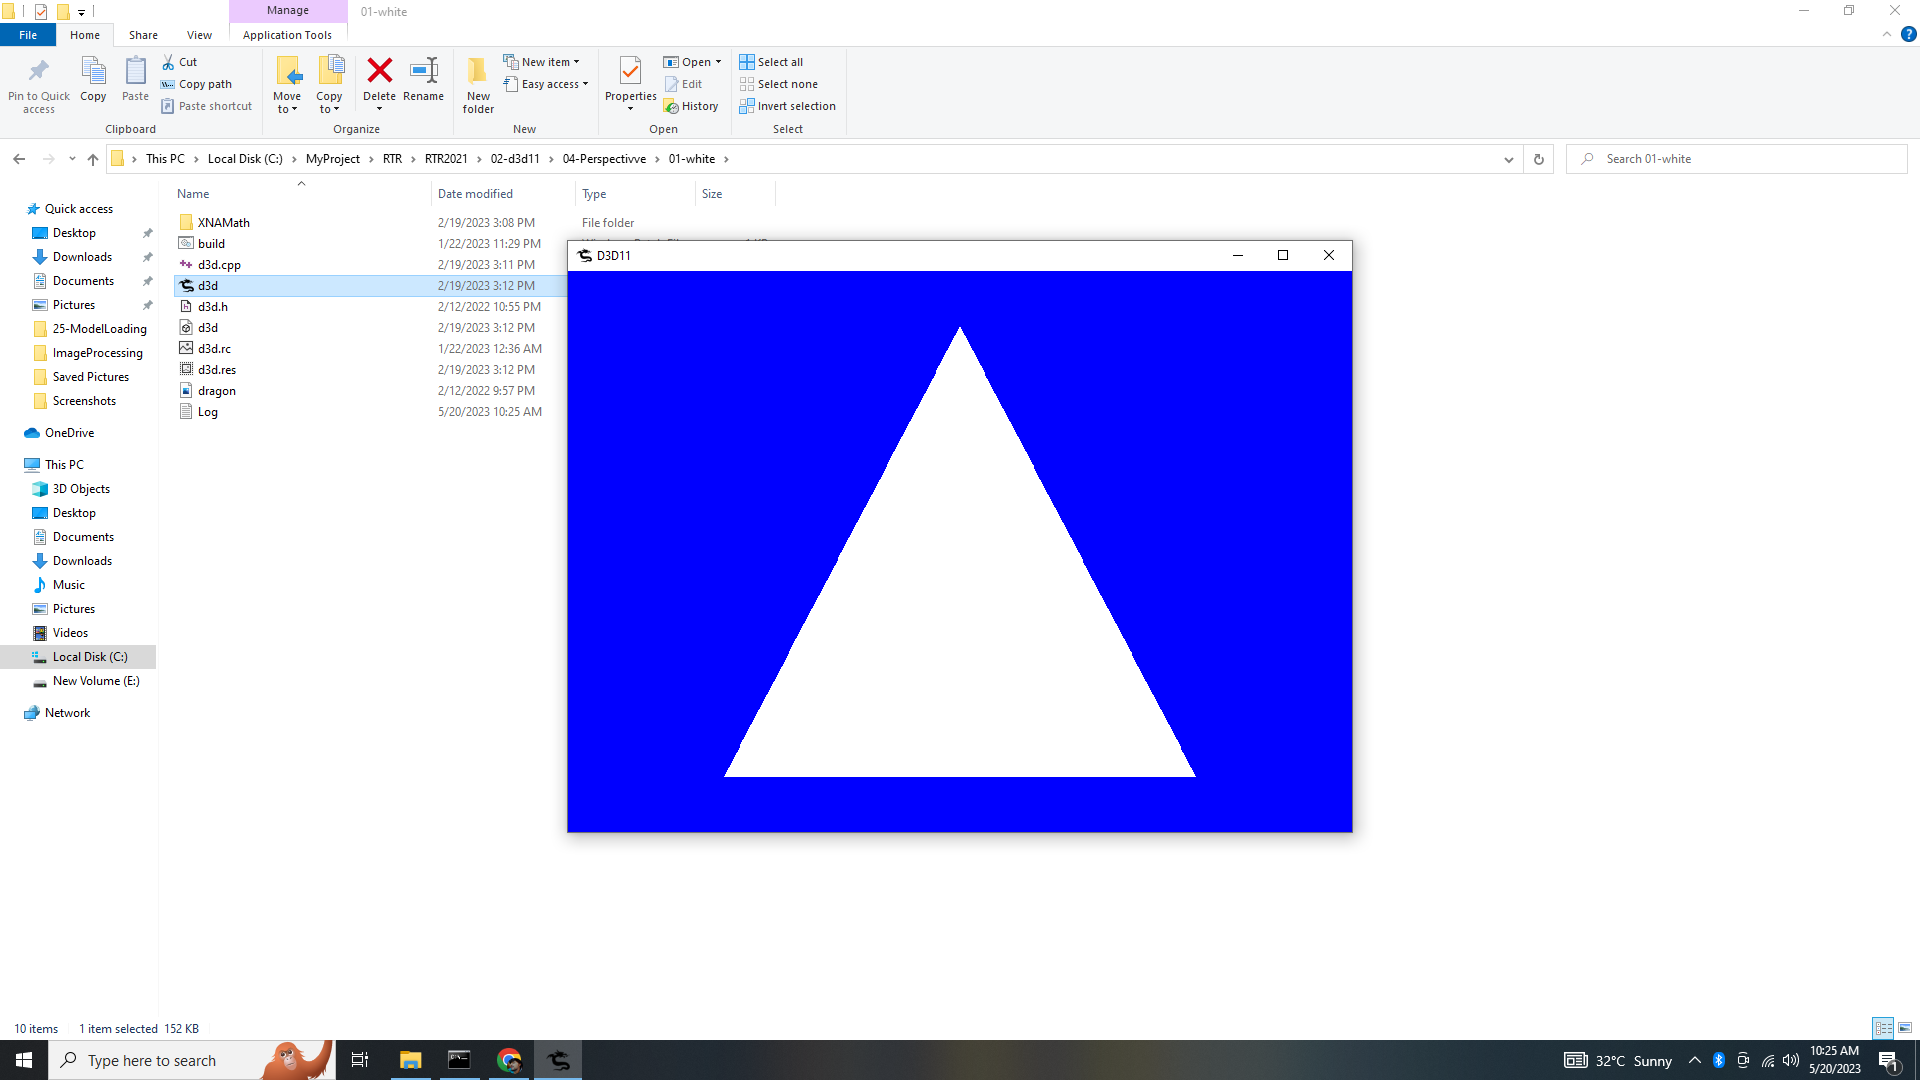 Manage
01-white
File
Home
Share
View
Application Tools
Pin to Quick access
Copy
Paste
Cut
Copy path
Paste shortcut
Clipboard
Move to
Copy to
Delete
Rename
Organize
New folder
New item
Easy access
New
Properties
Open
Edit
History
Open
Select all
Select none
Invert selection
Select
This PC > Local Disk (C:) > MyProject > RTR > RTR2021 > 02-d3d11 > 04-Perspectivve > 01-white >
Search 01-white
Name Date modified Type Size
XNAMath 2/19/2023 3:08 PM File folder
build 1/22/2023 11:29 PM
d3d.cpp 2/19/2023 3:11 PM
d3d 2/19/2023 3:12 PM
d3d.h 2/12/2022 10:55 PM
d3d 2/19/2023 3:12 PM
d3d.rc 1/22/2023 12:36 AM
d3d.res 2/19/2023 3:12 PM
dragon 2/12/2022 9:57 PM
Log 5/20/2023 10:25 AM
Quick access
Desktop
Downloads
Documents
Pictures
25-ModelLoading
ImageProcessing
Saved Pictures
Screenshots
OneDrive
This PC
3D Objects
Desktop
Documents
Downloads
Music
Pictures
Videos
Local Disk (C:)
New Volume (E:)
Network
D3D11
10 items 1 item selected 152 KB
Type here to search
32°C Sunny
10:25 AM
5/20/2023
1